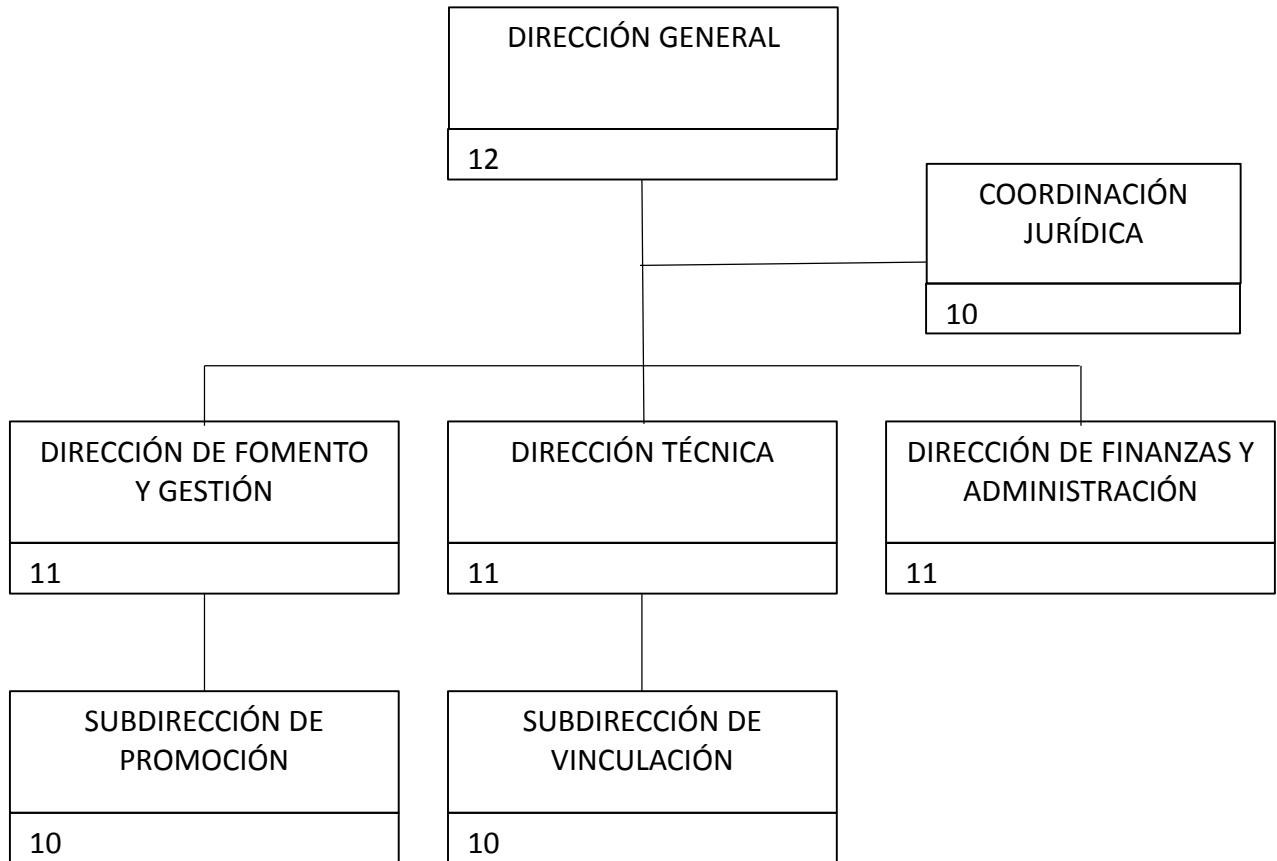 DIRECCIÓN GENERAL
12
COORDINACIÓN
JURÍDICA
10
DIRECCIÓN DE FOMENTO
Y GESTIÓN
11
DIRECCIÓN TÉCNICA
11
DIRECCIÓN DE FINANZAS Y
ADMINISTRACIÓN
11
SUBDIRECCIÓN DE
PROMOCIÓN
10
SUBDIRECCIÓN DE
VINCULACIÓN
10